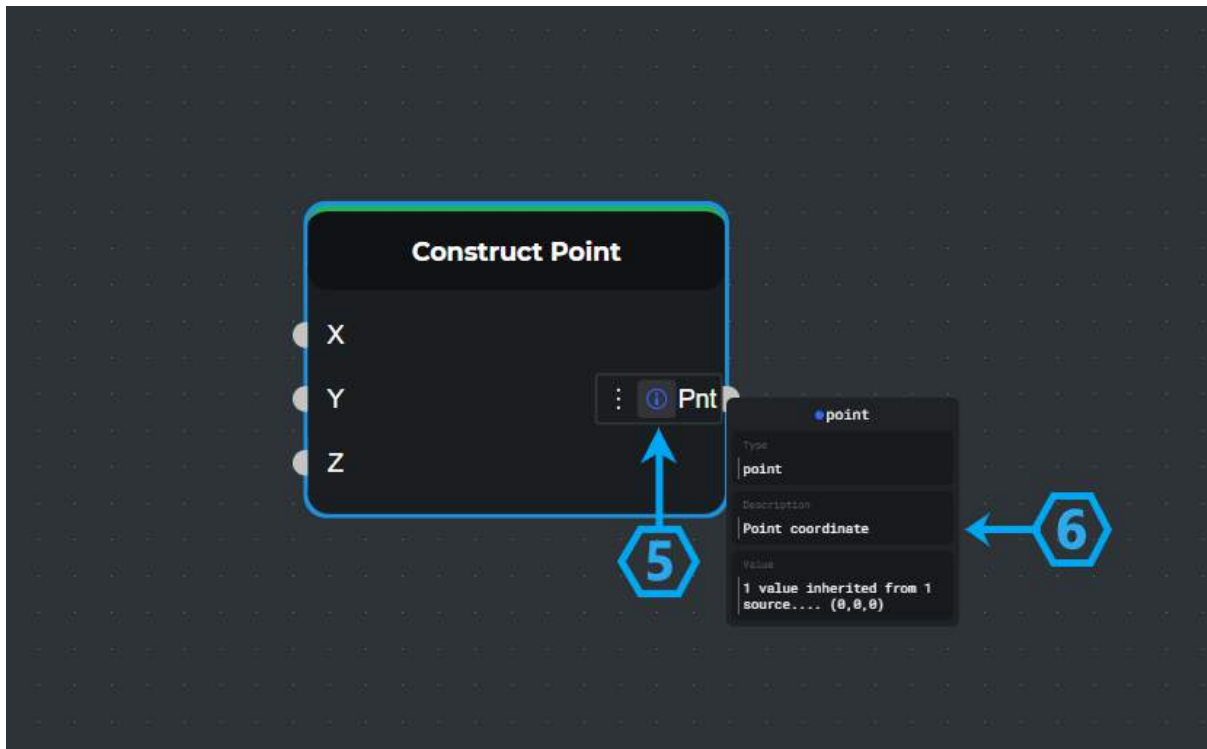 Construct Point
X
Y
Pnt
Z
point
Type
point
Description
Point coordinate
Value
1 value inherited from 1
source.... (0,0,0)
5
6